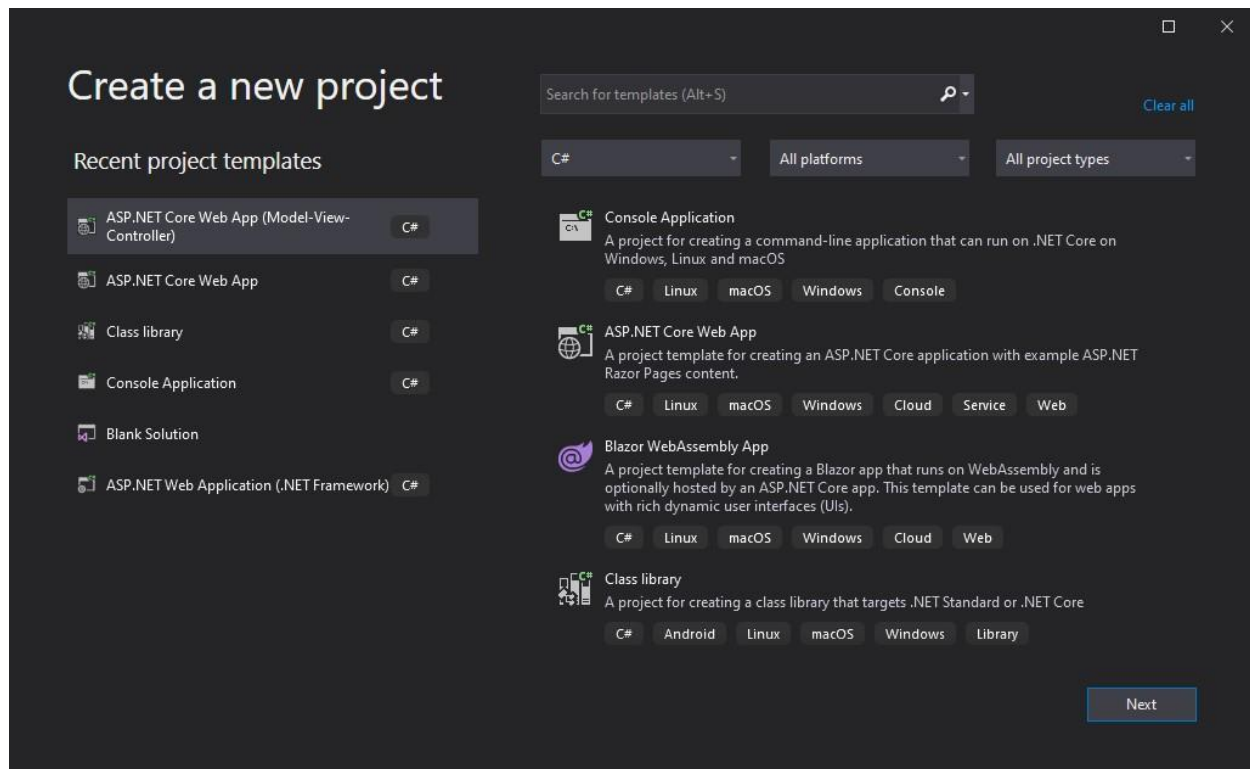 Create a new project
Search for templates (Alt+S)
Clear all
Recent project templates
C#
All platforms
All project types
ASP.NET Core Web App (Model-View-
Controller)
C#
ASP.NET Core Web App
C#
Class library
C#
Console Application
C#
Blank Solution
ASP.NET Web Application (.NET Framework)
C#
Console Application
A project for creating a command-line application that can run on .NET Core on
Windows, Linux and macOS
C# Linux macOS Windows Console
ASP.NET Core Web App
A project template for creating an ASP.NET Core application with example ASP.NET
Razor Pages content.
C# Linux macOS Windows Cloud Service Web
Blazor WebAssembly App
A project template for creating a Blazor app that runs on WebAssembly and is
optionally hosted by an ASP.NET Core app. This template can be used for web apps
with rich dynamic user interfaces (UIs).
C# Linux macOS Windows Cloud Web
Class library
A project for creating a class library that targets .NET Standard or .NET Core
C# Android Linux macOS Windows Library
Next